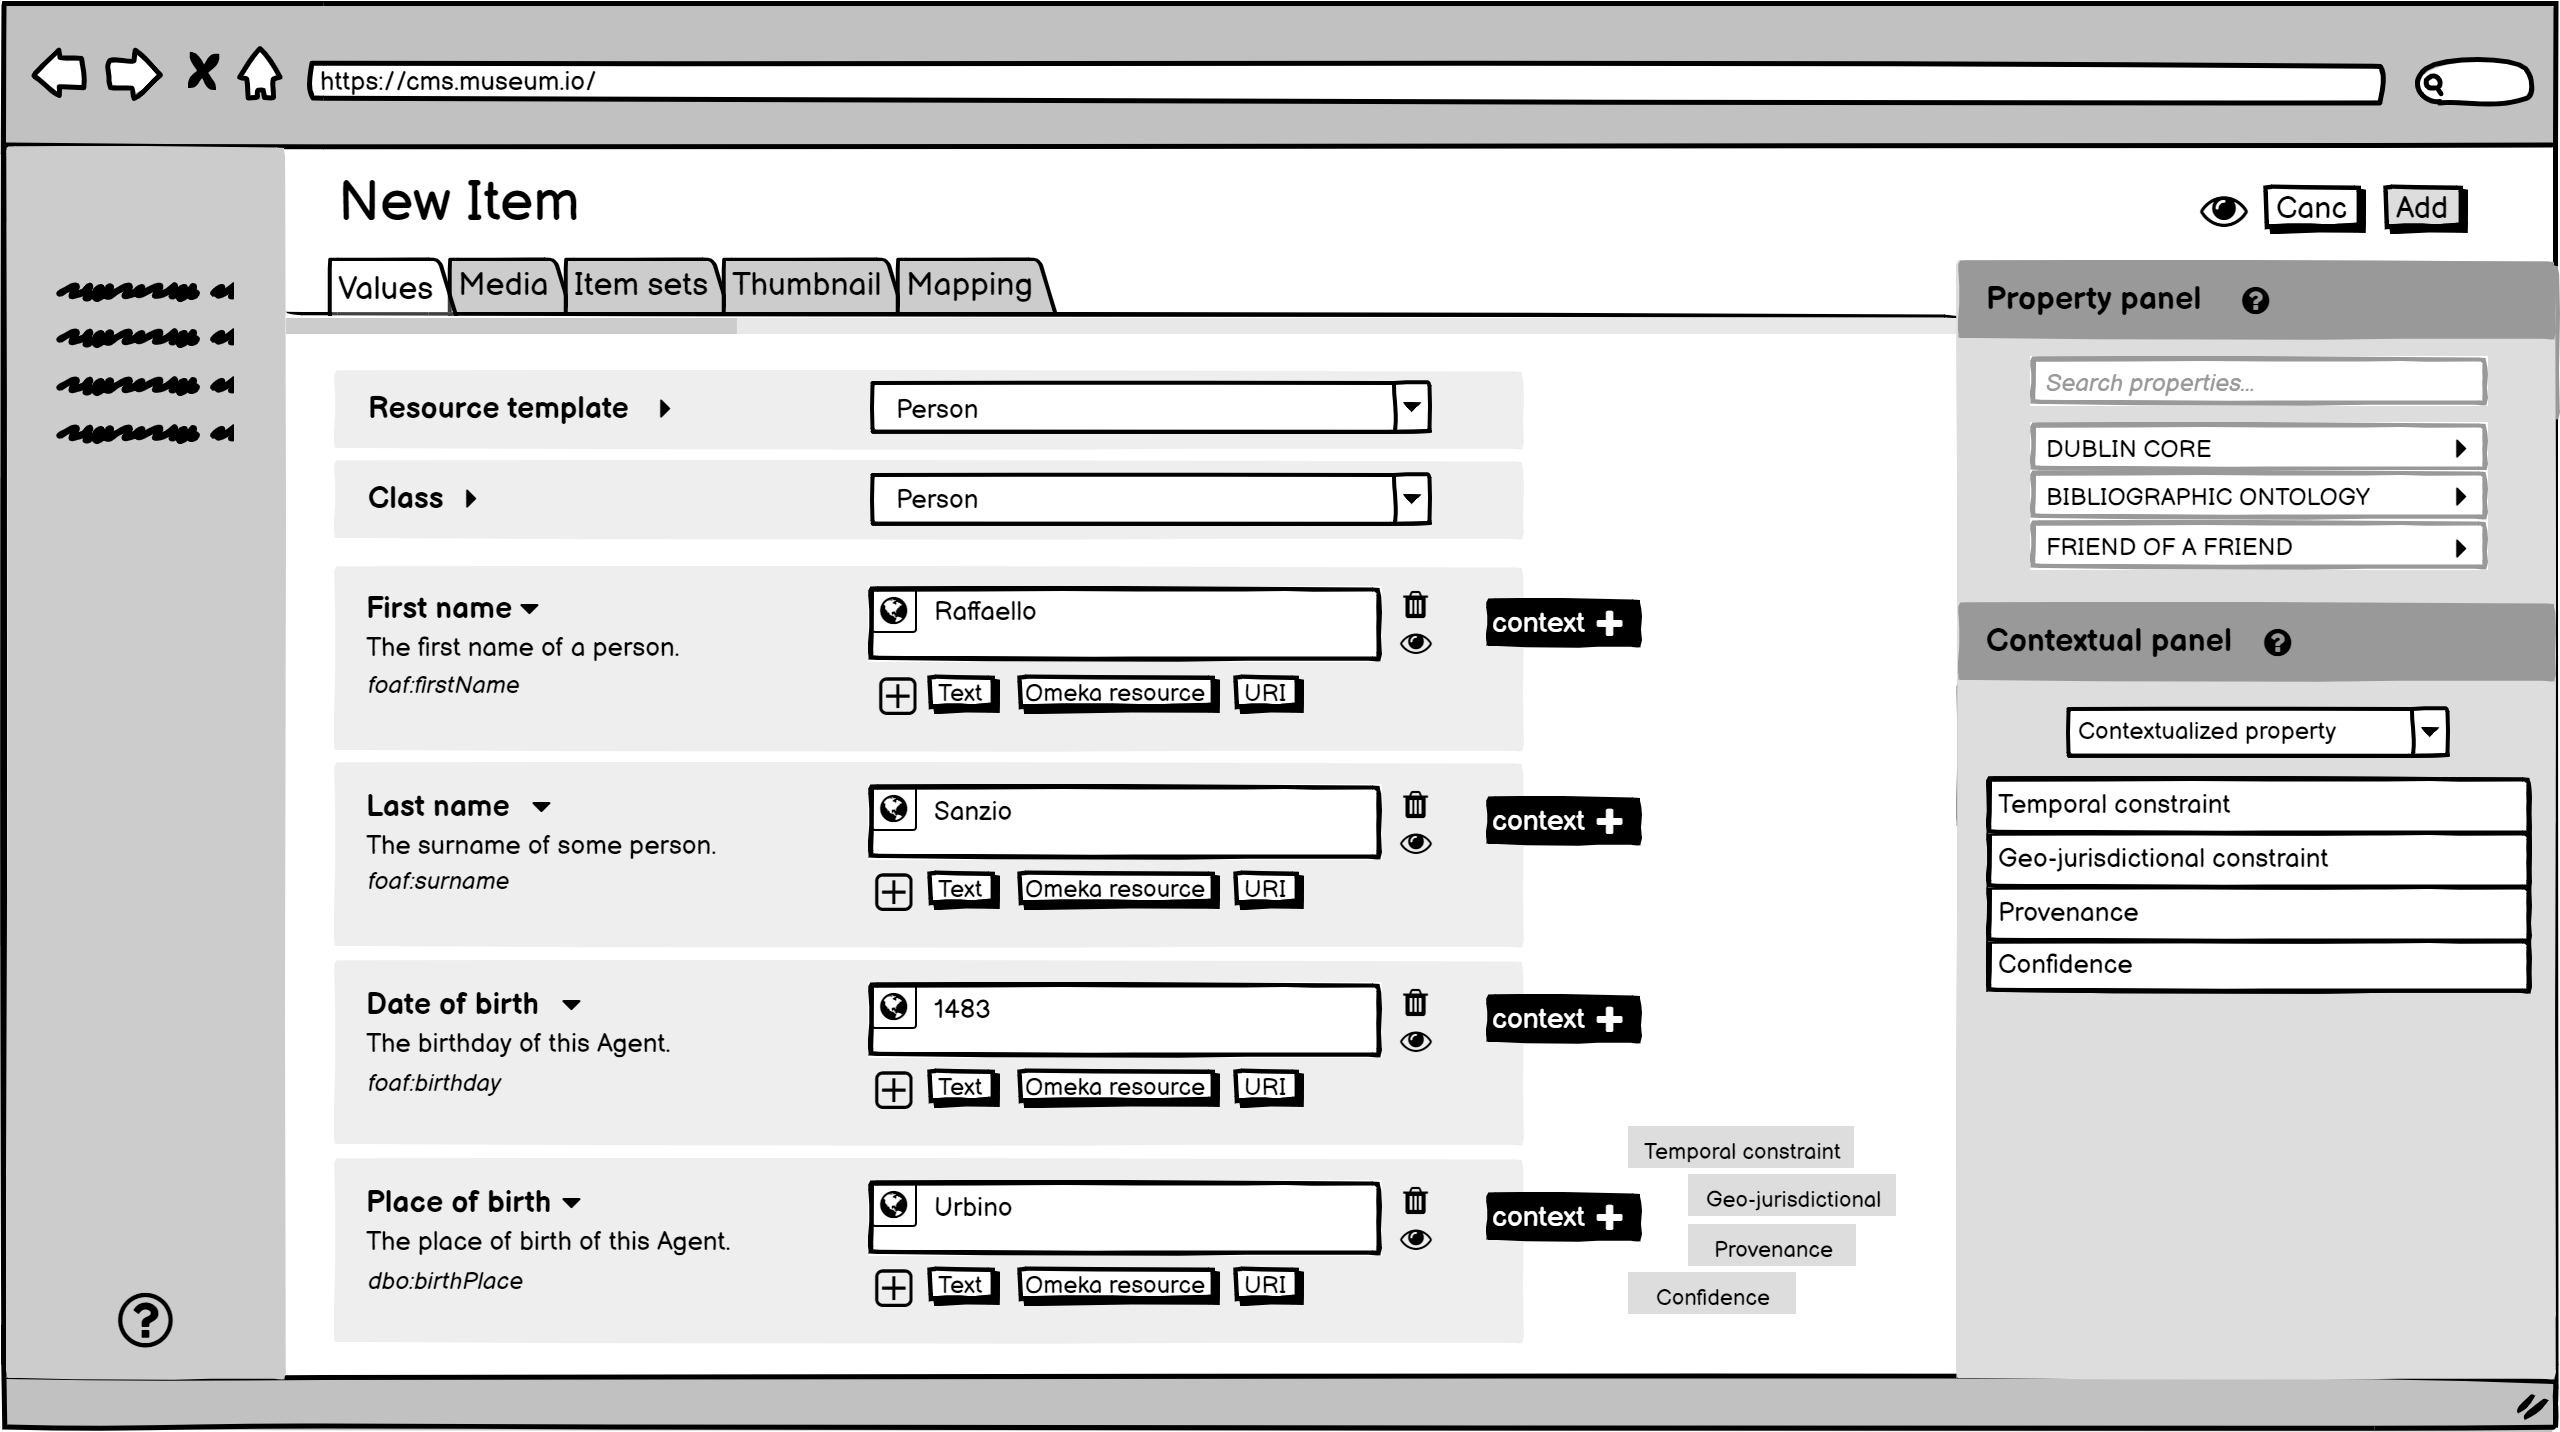 https://cms.museum.io/
New Item
Canc
Add
Values
Media
Item sets
Thumbnail
Mapping
Resource template
Person
Class
Person
First name
The first name of a person.
foaf:firstName
Raffaello
Text
Omeka resource
URI
context
Last name
The surname of some person.
foaf:surname
Sanzio
Text
Omeka resource
URI
context
Date of birth
The birthday of this Agent.
foaf:birthday
1483
Text
Omeka resource
URI
context
Place of birth
The place of birth of this Agent.
dbo:birthPlace
Urbino
Text
Omeka resource
URI
context
Temporal constraint
Geo-jurisdictional
Provenance
Confidence
Property panel
Search properties...
DUBLIN CORE
BIBLIOGRAPHIC ONTOLOGY
FRIEND OF A FRIEND
Contextual panel
Contextualized property
Temporal constraint
Geo-jurisdictional constraint
Provenance
Confidence